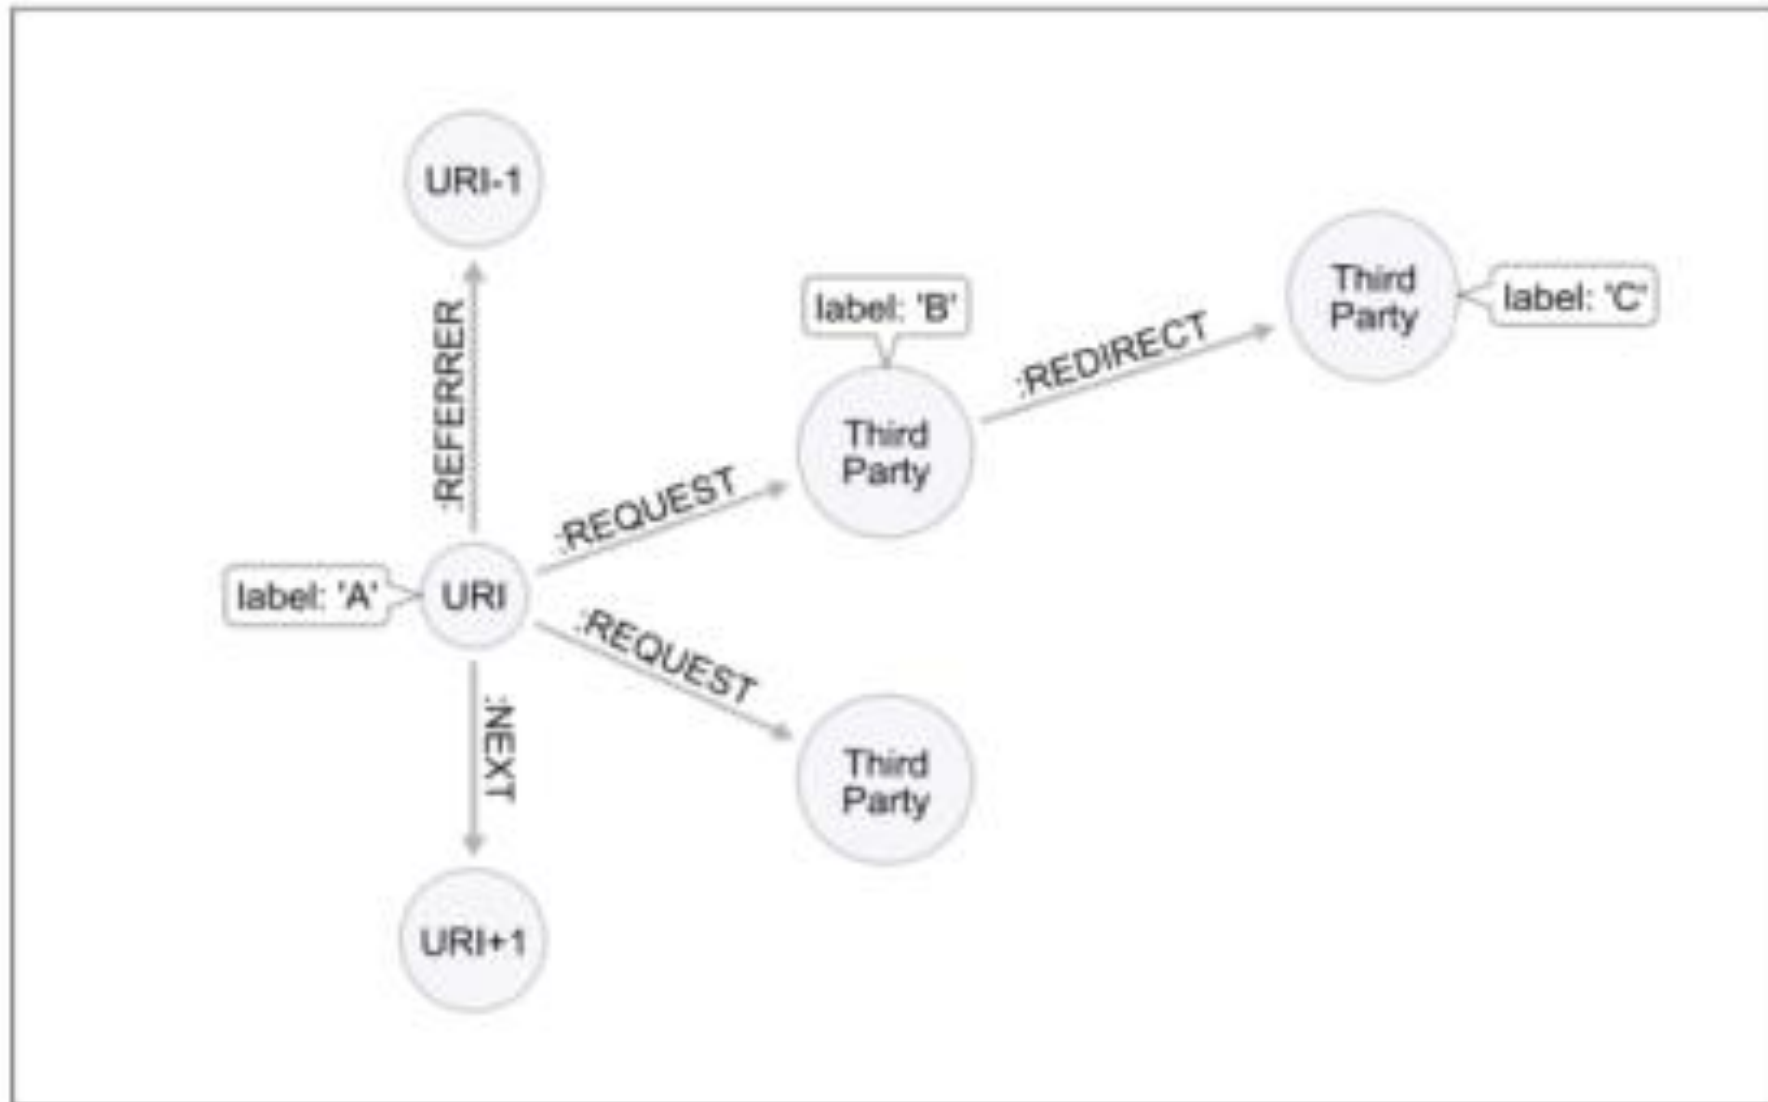 URI-1
:REFERRER
label: 'A'
URI
:NEXT
URI+1
:REQUEST
label: 'B'
Third
Party
:REDIRECT
Third
Party
label: 'C'
:REQUEST
Third
Party